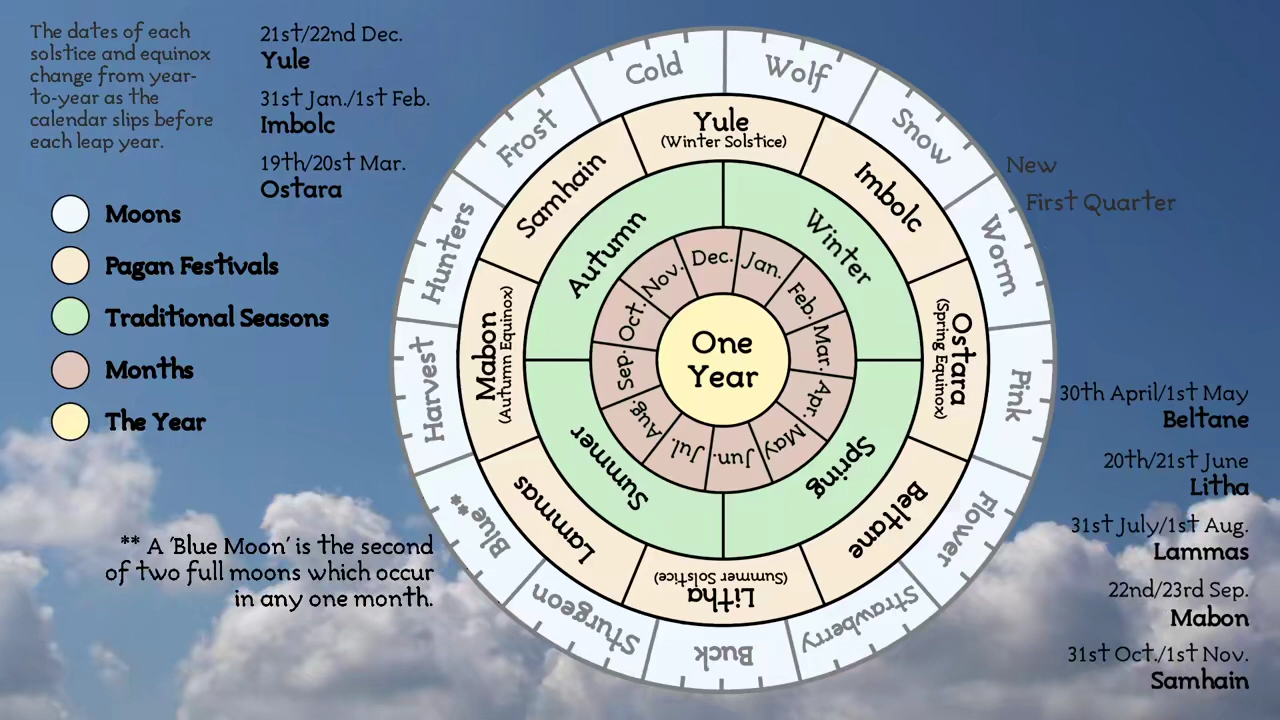 The dates of each
solstice and equinox
change from year-
to-year as the
calendar slips before
each leap year.
21st/22nd Dec.
Yule
31st Jan./1st Feb.
Imbolc
19th/20st Mar.
Ostara
Moons
Pagan Festivals
Traditional Seasons
Months
The Year
** A 'Blue Moon' is the second
of two full moons which occur
in any one month.
Cold
Wolf
Snow
Worm
Pink
Flower
Strawberry
Buck
Sturgeon
Blue**
Harvest
Hunters
Frost
Yule
(Winter Solstice)
Imbolc
Ostara
(Spring Equinox)
Beltane
Litha
(Summer Solstice)
Lammas
Mabon
(Autumn Equinox)
Samhain
Winter
Spring
Summer
Autumn
Jan.
Feb.
Mar.
Apr.
May
Jun.
Jul.
Aug.
Sep.
Oct.
Nov.
Dec.
One
Year
New
First Quarter
30th April/1st May
Beltane
20th/21st June
Litha
31st July/1st Aug.
Lammas
22nd/23rd Sep.
Mabon
31st Oct./1st Nov.
Samhain